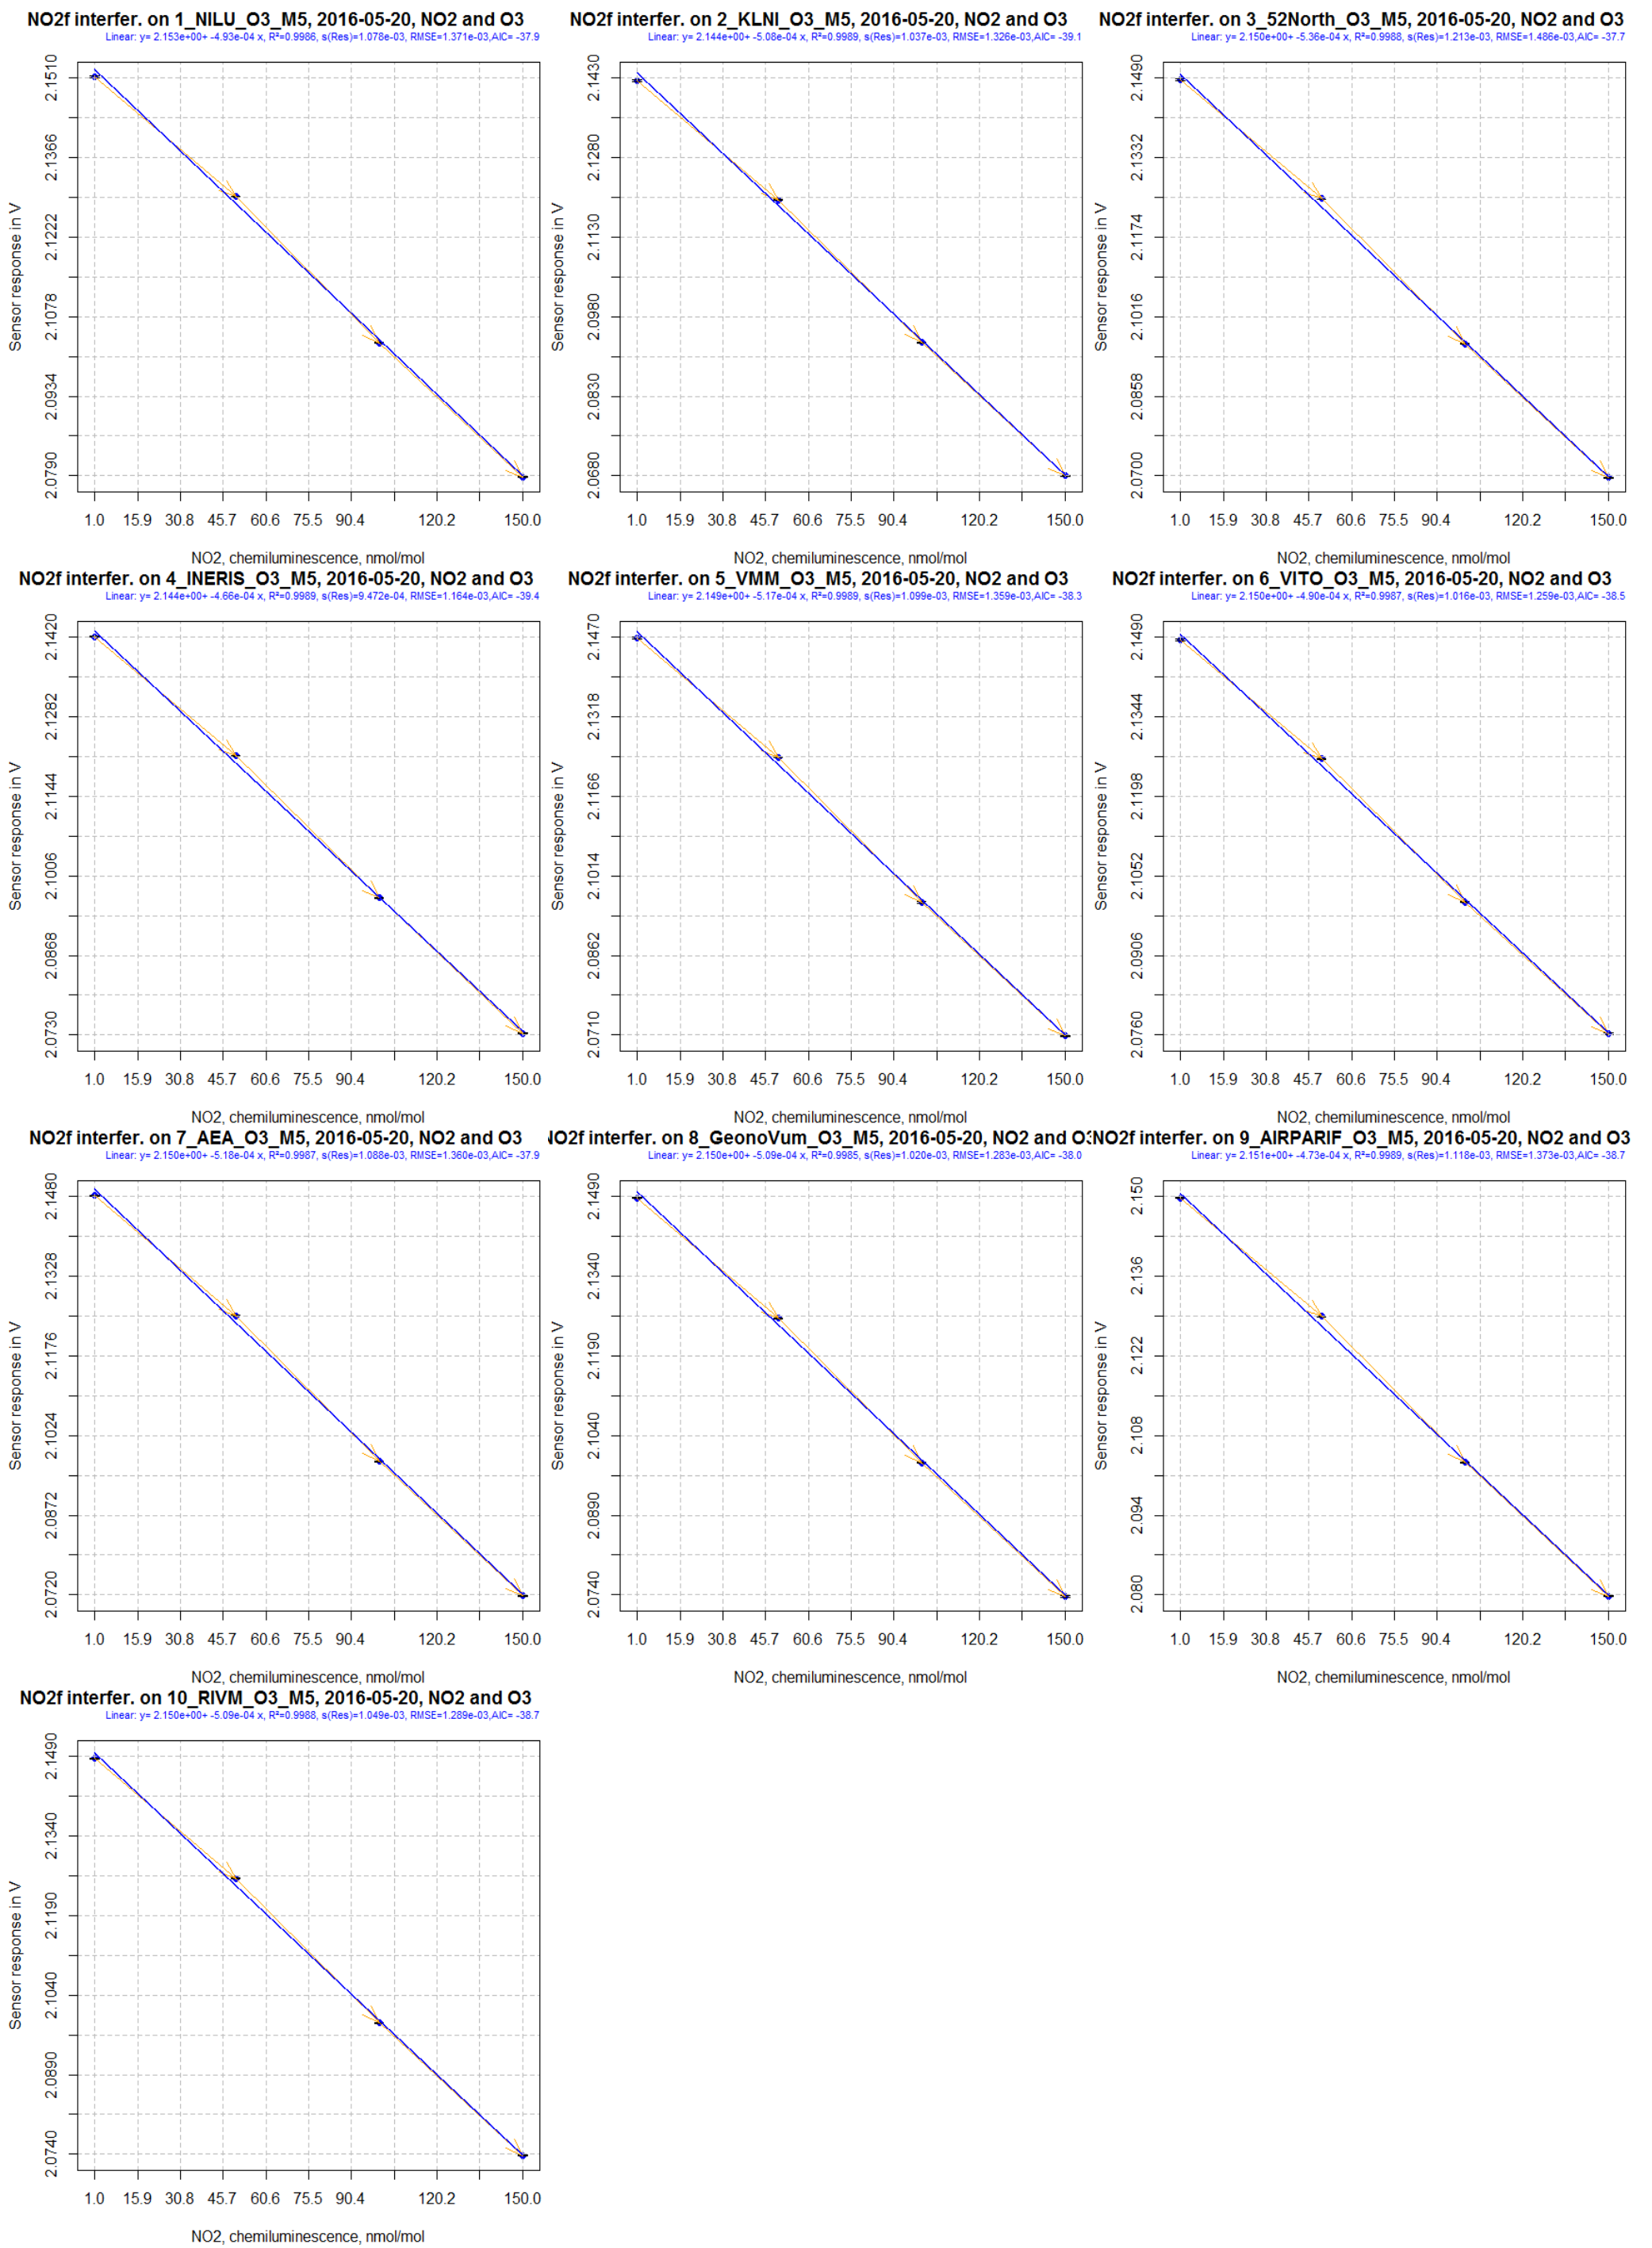 NO2f interfer. on 1_NILU_O3_M5, 2016-05-20, NO2 and O3
Linear: y= 2.153e+00+ -4.93e-04 x, R²=0.9986, s(Res)=1.078e-03, RMSE=1.371e-03,AIC= -37.9
Sensor response in V
2.1510
2.1366
2.1222
2.1078
2.0934
2.0790
1.0 15.9 30.8 45.7 60.6 75.5 90.4 120.2 150.0
NO2, chemiluminescence, nmol/mol
NO2f interfer. on 2_KLNI_O3_M5, 2016-05-20, NO2 and O3
Linear: y= 2.144e+00+ -5.08e-04 x, R²=0.9989, s(Res)=1.037e-03, RMSE=1.326e-03,AIC= -39.1
Sensor response in V
2.1430
2.1280
2.1130
2.0980
2.0830
2.0680
1.0 15.9 30.8 45.7 60.6 75.5 90.4 120.2 150.0
NO2, chemiluminescence, nmol/mol
NO2f interfer. on 3_52North_O3_M5, 2016-05-20, NO2 and O3
Linear: y= 2.150e+00+ -5.36e-04 x, R²=0.9988, s(Res)=1.213e-03, RMSE=1.486e-03,AIC= -37.7
Sensor response in V
2.1490
2.1332
2.1174
2.1016
2.0858
2.0700
1.0 15.9 30.8 45.7 60.6 75.5 90.4 120.2 150.0
NO2, chemiluminescence, nmol/mol
NO2f interfer. on 4_INERIS_O3_M5, 2016-05-20, NO2 and O3
Linear: y= 2.144e+00+ -4.66e-04 x, R²=0.9989, s(Res)=9.472e-04, RMSE=1.164e-03,AIC= -39.4
Sensor response in V
2.1420
2.1282
2.1144
2.1006
2.0868
2.0730
1.0 15.9 30.8 45.7 60.6 75.5 90.4 120.2 150.0
NO2, chemiluminescence, nmol/mol
NO2f interfer. on 5_VMM_O3_M5, 2016-05-20, NO2 and O3
Linear: y= 2.149e+00+ -5.17e-04 x, R²=0.9989, s(Res)=1.099e-03, RMSE=1.359e-03,AIC= -38.3
Sensor response in V
2.1470
2.1318
2.1166
2.1014
2.0862
2.0710
1.0 15.9 30.8 45.7 60.6 75.5 90.4 120.2 150.0
NO2, chemiluminescence, nmol/mol
NO2f interfer. on 6_VITO_O3_M5, 2016-05-20, NO2 and O3
Linear: y= 2.150e+00+ -4.90e-04 x, R²=0.9987, s(Res)=1.016e-03, RMSE=1.259e-03,AIC= -38.5
Sensor response in V
2.1490
2.1344
2.1198
2.1052
2.0906
2.0760
1.0 15.9 30.8 45.7 60.6 75.5 90.4 120.2 150.0
NO2, chemiluminescence, nmol/mol
NO2f interfer. on 7_AEA_O3_M5, 2016-05-20, NO2 and O3
Linear: y= 2.150e+00+ -5.18e-04 x, R²=0.9987, s(Res)=1.088e-03, RMSE=1.360e-03,AIC= -37.9
Sensor response in V
2.1480
2.1328
2.1176
2.1024
2.0872
2.0720
1.0 15.9 30.8 45.7 60.6 75.5 90.4 120.2 150.0
NO2, chemiluminescence, nmol/mol
NO2f interfer. on 8_GeonoVum_O3_M5, 2016-05-20, NO2 and O3
Linear: y= 2.150e+00+ -5.09e-04 x, R²=0.9985, s(Res)=1.020e-03, RMSE=1.283e-03,AIC= -38.0
Sensor response in V
2.1490
2.1340
2.1190
2.1040
2.0890
2.0740
1.0 15.9 30.8 45.7 60.6 75.5 90.4 120.2 150.0
NO2, chemiluminescence, nmol/mol
NO2f interfer. on 9_AIRPARIF_O3_M5, 2016-05-20, NO2 and O3
Linear: y= 2.151e+00+ -4.73e-04 x, R²=0.9989, s(Res)=1.118e-03, RMSE=1.373e-03,AIC= -38.7
Sensor response in V
2.150
2.136
2.122
2.108
2.094
2.080
1.0 15.9 30.8 45.7 60.6 75.5 90.4 120.2 150.0
NO2, chemiluminescence, nmol/mol
NO2f interfer. on 10_RIVM_O3_M5, 2016-05-20, NO2 and O3
Linear: y= 2.150e+00+ -5.09e-04 x, R²=0.9988, s(Res)=1.049e-03, RMSE=1.289e-03,AIC= -38.7
Sensor response in V
2.1490
2.1340
2.1190
2.1040
2.0890
2.0740
1.0 15.9 30.8 45.7 60.6 75.5 90.4 120.2 150.0
NO2, chemiluminescence, nmol/mol